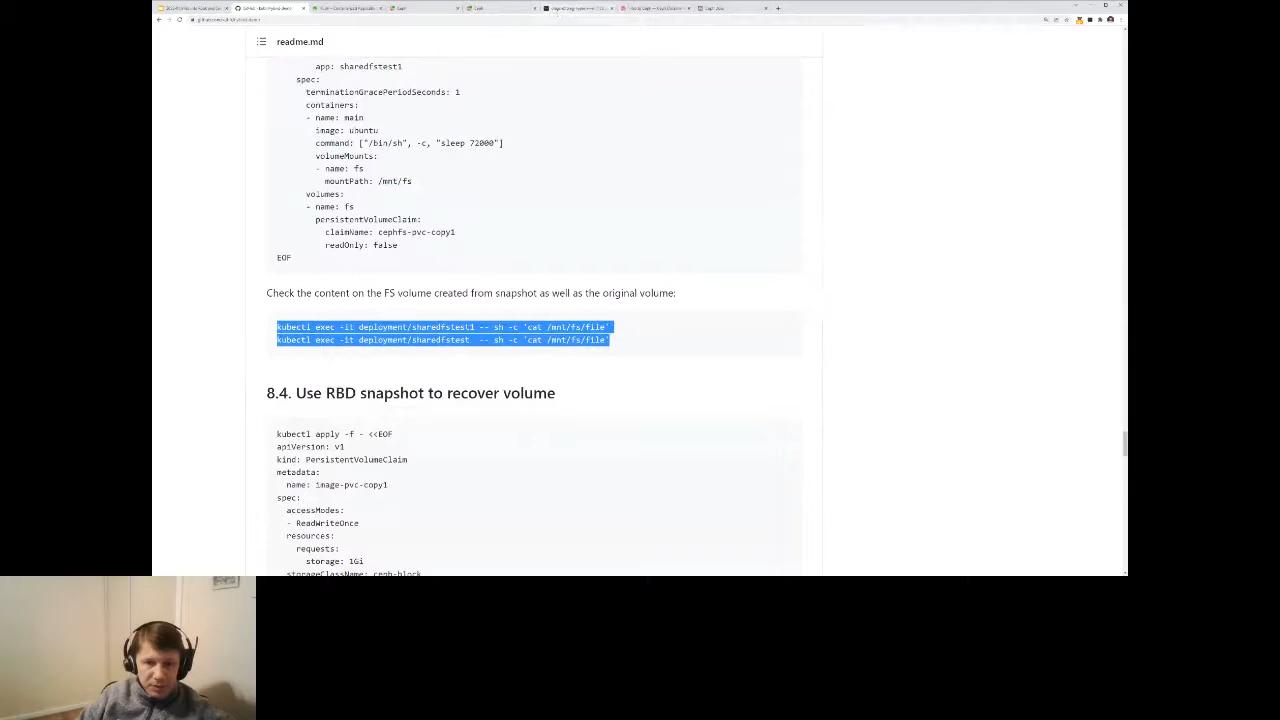 readme.md
app: sharedfstest1
spec:
terminationGracePeriodSeconds: 1
containers:
- name: main
image: ubuntu
command: ["/bin/sh", -c, "sleep 72000"]
volumeMounts:
- name: fs
mountPath: /mnt/fs
volumes:
- name: fs
persistentVolumeClaim:
claimName: cephfs-pvc-copy1
readOnly: false
EOF
Check the content on the FS volume created from snapshot as well as the original volume:
kubectl exec -it deployment/sharedfstest1 -- sh -c 'cat /mnt/fs/file'
kubectl exec -it deployment/sharedfstest -- sh -c 'cat /mnt/fs/file'
8.4. Use RBD snapshot to recover volume
kubectl apply -f - <<EOF
apiVersion: v1
kind: PersistentVolumeClaim
metadata:
name: image-pvc-copy1
spec:
accessModes:
- ReadWriteOnce
resources:
requests:
storage: 1Gi
storageClassName: ceph-block